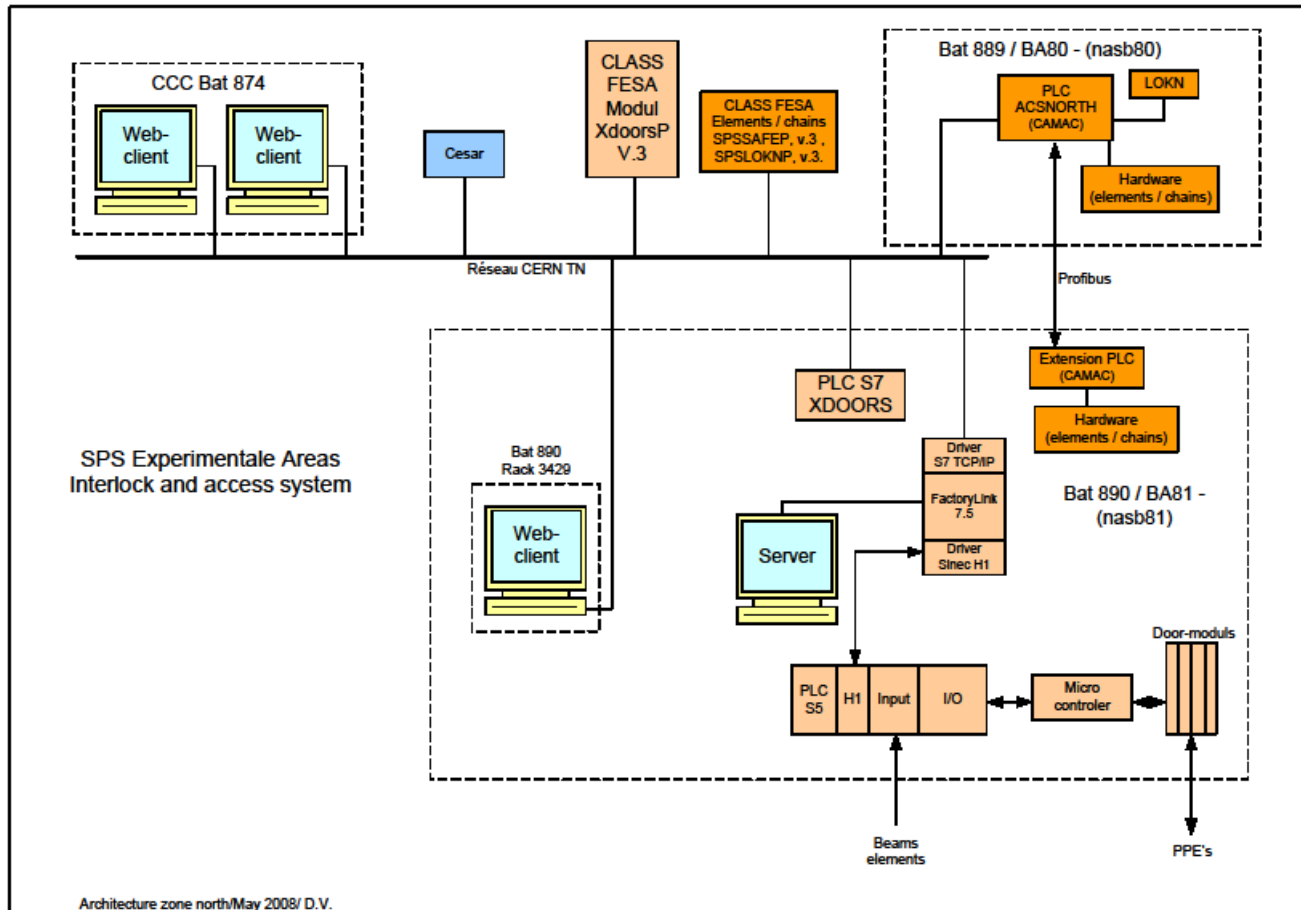 CCC Bat 874
Web-
client
Web-
client
Cesar
CLASS
FESA
Modul
XdoorsP
V.3
CLASS FESA
Elements / chains
SPSSAFEP, v.3 ,
SPSLOKNP, v.3.
Bat 889 / BA80 - (nasb80)
PLC
ACSNORTH
(CAMAC)
LOKN
Hardware
(elements / chains)
Réseau CERN TN
Profibus
SPS Experimentale Areas
Interlock and access system
Bat 890
Rack 3429
Web-
client
PLC S7
XDOORS
Extension PLC
(CAMAC)
Hardware
(elements / chains)
Bat 890 / BA81 -
(nasb81)
Driver
S7 TCP/IP
FactoryLink
7.5
Driver
Sinec H1
Server
PLC
S5
H1
Input
I/O
Micro
controler
Door-moduls
Beams
elements
PPE's
Architecture zone north/May 2008/ D.V.